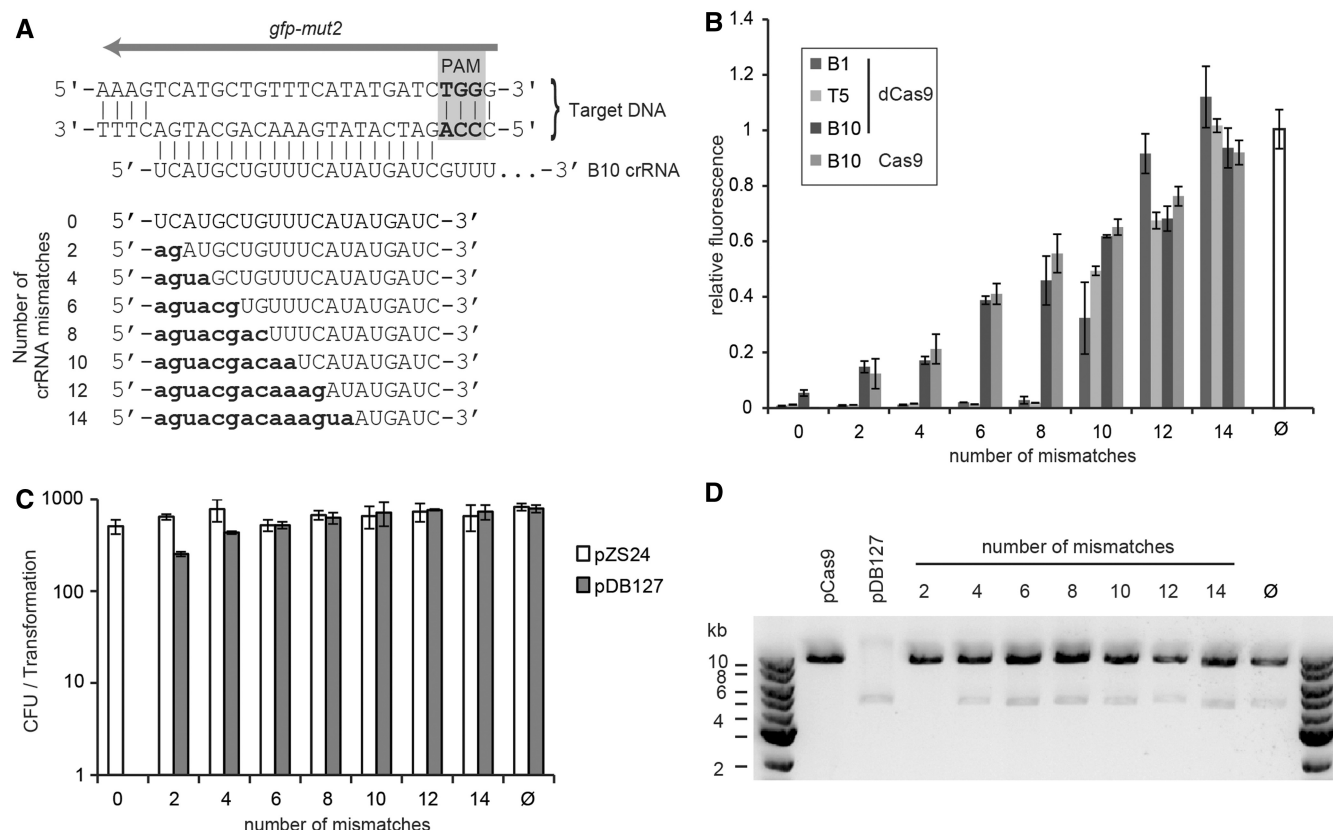 A
gfp-mut2
PAM
5'-AAAGTCATGCTGTTTCATATGATCTGGG-3'
3'-TTTCAGTACGACAAAGTATACTAGACCC-5'
Target DNA
5′-UCAUGCUGUUUCAUAUGAUCGUUU...-3′ B10 crRNA
Number of
crRNA mismatches
0 5′-UCAUGCUGUUUCAUAUGAUC-3′
2 5′-agAUGCUGUUUCAUAUGAUC-3′
4 5′-aguaGCUGUUUCAUAUGAUC-3′
6 5′-aguacgUGUUUCAUAUGAUC-3′
8 5′-aguacgacUUUCAUAUGAUC-3′
10 5′-aguacgacaaUCAUAUGAUC-3′
12 5′-aguacgacaaagAUAUGAUC-3′
14 5′-aguacgacaaaguaAUGAUC-3′
B
relative fluorescence
1.4
1.2
1
0.8
0.6
0.4
0.2
0
B1
T5
B10
dCas9
B10 Cas9
0 2 4 6 8 10 12 14 Ø
number of mismatches
C
CFU / Transformation
1000
100
10
1
pZS24
pDB127
0 2 4 6 8 10 12 14 Ø
number of mismatches
D
pCas9
pDB127
number of mismatches
2 4 6 8 10 12 14 Ø
kb
10
8
6
4
2